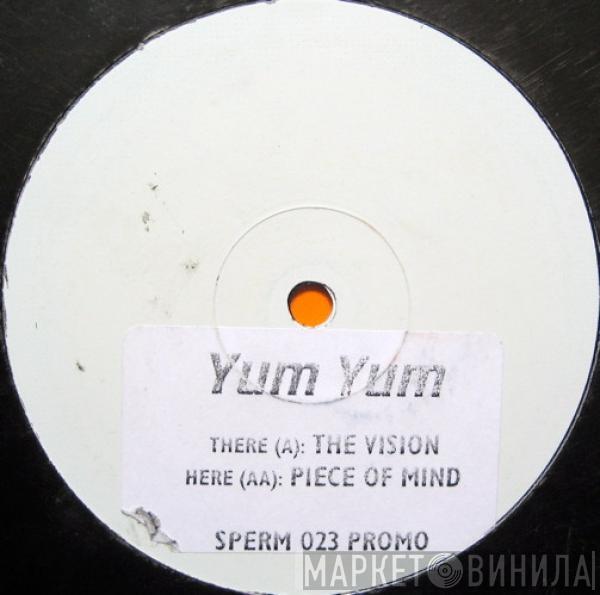 Yum Yum
THERE (A): THE VISION
HERE (AA): PIECE OF MIND
SPERM 023 PROMO
МАРКЕТ ВИНИЛА